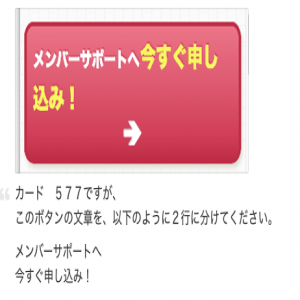 メンバーサポートへ今すぐ申し
込み！
カード　５７７ですが、
このボタンの文章を、以下のように２行に分けてください。
メンバーサポートへ
今すぐ申し込み！